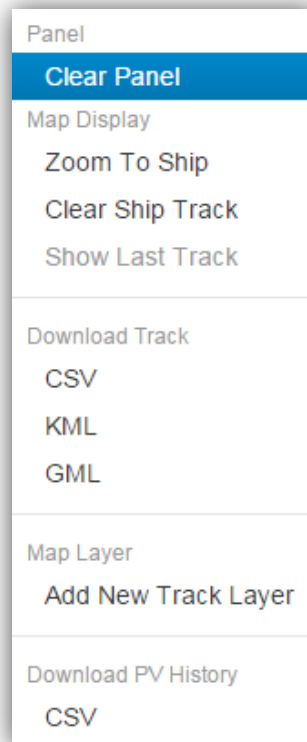 Panel
Clear Panel
Map Display
Zoom To Ship
Clear Ship Track
Show Last Track
Download Track
CSV
KML
GML
Map Layer
Add New Track Layer
Download PV History
CSV